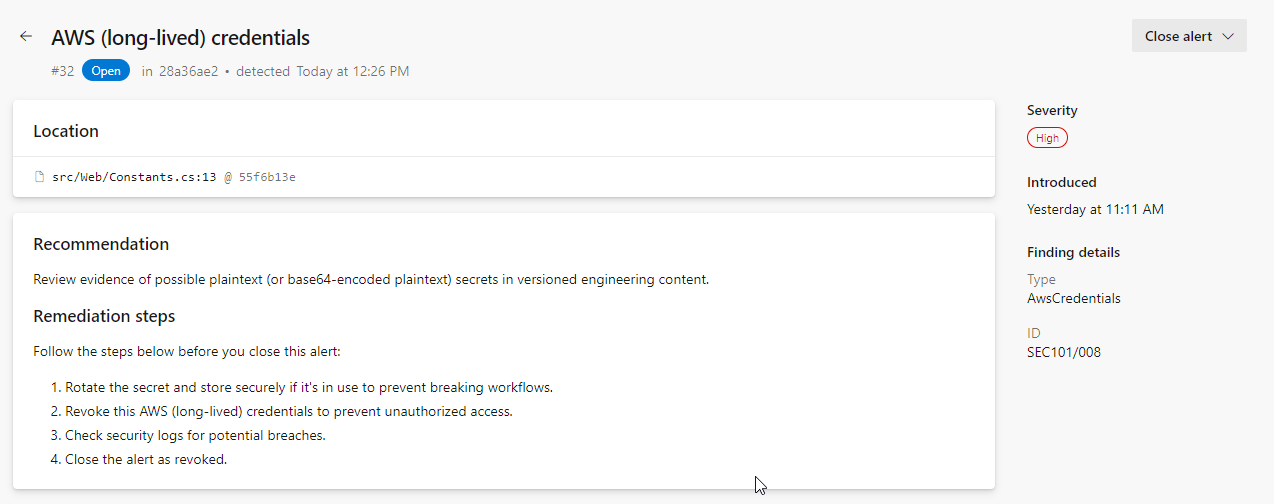 AWS (long-lived) credentials
Close alert
#32 Open in 28a36ae2 • detected Today at 12:26 PM
Location
src/Web/Constants.cs:13 @ 55f6b13e
Recommendation
Review evidence of possible plaintext (or base64-encoded plaintext) secrets in versioned engineering content.
Remediation steps
Follow the steps below before you close this alert:
1. Rotate the secret and store securely if it's in use to prevent breaking workflows.
2. Revoke this AWS (long-lived) credentials to prevent unauthorized access.
3. Check security logs for potential breaches.
4. Close the alert as revoked.
Severity
High
Introduced
Yesterday at 11:11 AM
Finding details
Type
AwsCredentials
ID
SEC101/008